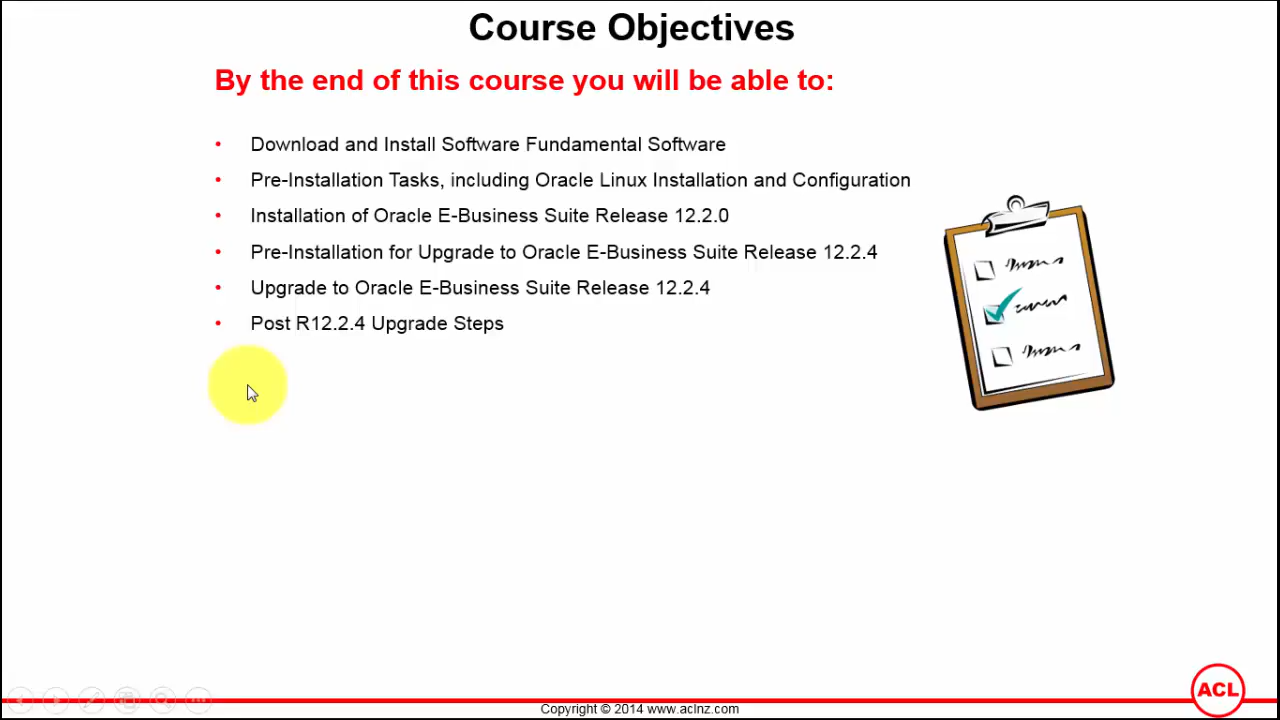 Course Objectives
By the end of this course you will be able to:
• Download and Install Software Fundamental Software
• Pre-Installation Tasks, including Oracle Linux Installation and Configuration
• Installation of Oracle E-Business Suite Release 12.2.0
• Pre-Installation for Upgrade to Oracle E-Business Suite Release 12.2.4
• Upgrade to Oracle E-Business Suite Release 12.2.4
• Post R12.2.4 Upgrade Steps
ACL
Copyright © 2014 www.aclnz.com